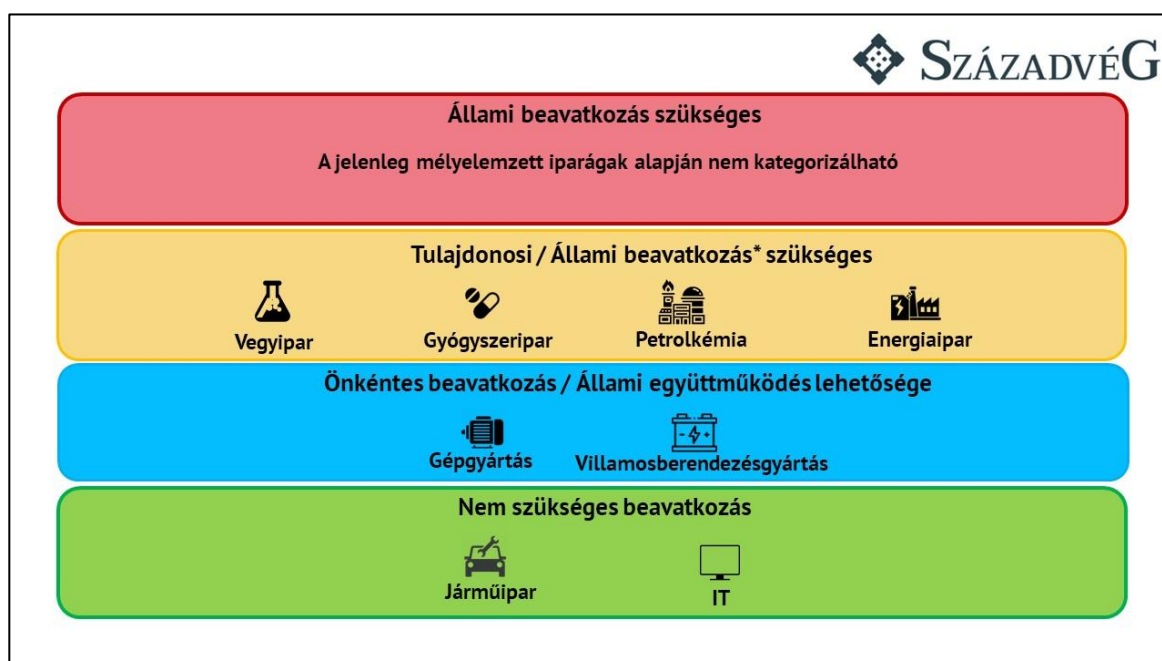 SZÁZADVÉG
Állami beavatkozás szükséges
A jelenleg mélyelemzett iparágak alapján nem kategorizálható
Tulajdonosi / Állami beavatkozás* szükséges
Vegyipar Gyógyszeripar Petrolkémia Energiaipar
Önkéntes beavatkozás / Állami együttműködés lehetősége
Gépgyártás Villamosberendezésgyártás
Nem szükséges beavatkozás
Járműipar IT